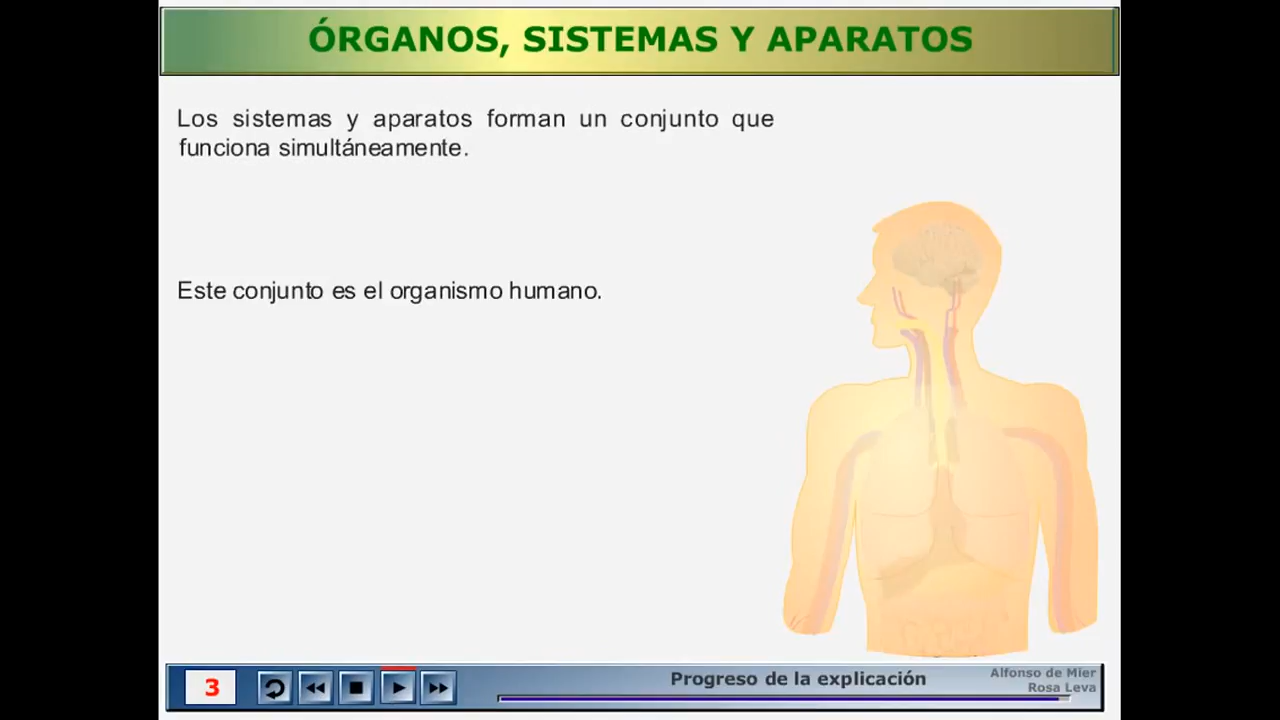 ÓRGANOS, SISTEMAS Y APARATOS
Los sistemas y aparatos forman un conjunto que
funciona simultáneamente.
Este conjunto es el organismo humano.
3
Progreso de la explicación
Alfonso de Mier
Rosa Leva